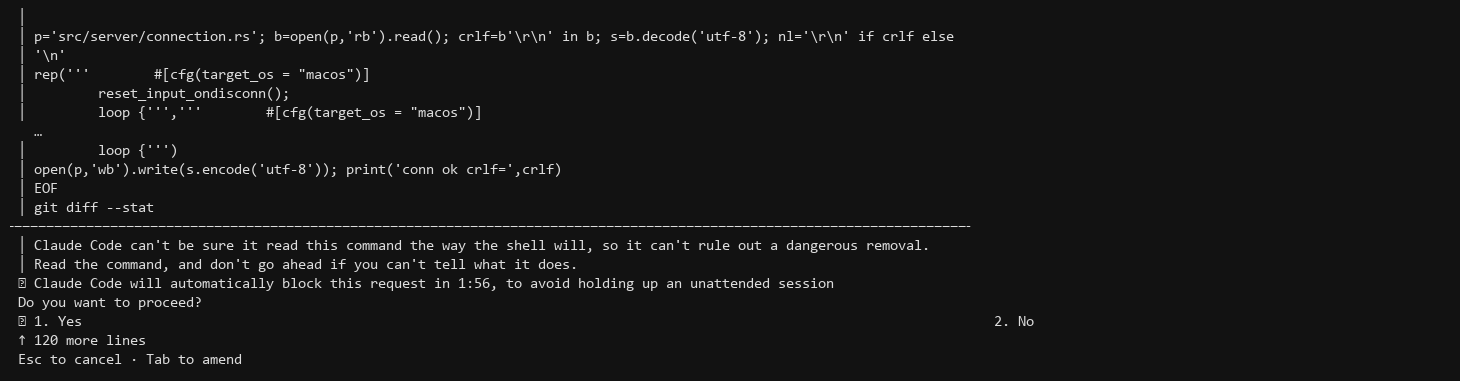 │
│ p='src/server/connection.rs'; b=open(p,'rb').read(); crlf=b'\r\n' in b; s=b.decode('utf-8'); nl='\r\n' if crlf else
│ '\n'
│ rep('''        #[cfg(target_os = "macos")]
│         reset_input_ondisconn();
│         loop {''','''        #[cfg(target_os = "macos")]
…
│         loop {''')
│ open(p,'wb').write(s.encode('utf-8')); print('conn ok crlf=',crlf)
│ EOF
│ git diff --stat
│ Claude Code can't be sure it read this command the way the shell will, so it can't rule out a dangerous removal.
│ Read the command, and don't go ahead if you can't tell what it does.
Claude Code will automatically block this request in 1:56, to avoid holding up an unattended session
Do you want to proceed?
1. Yes 2. No
↑ 120 more lines
Esc to cancel · Tab to amend